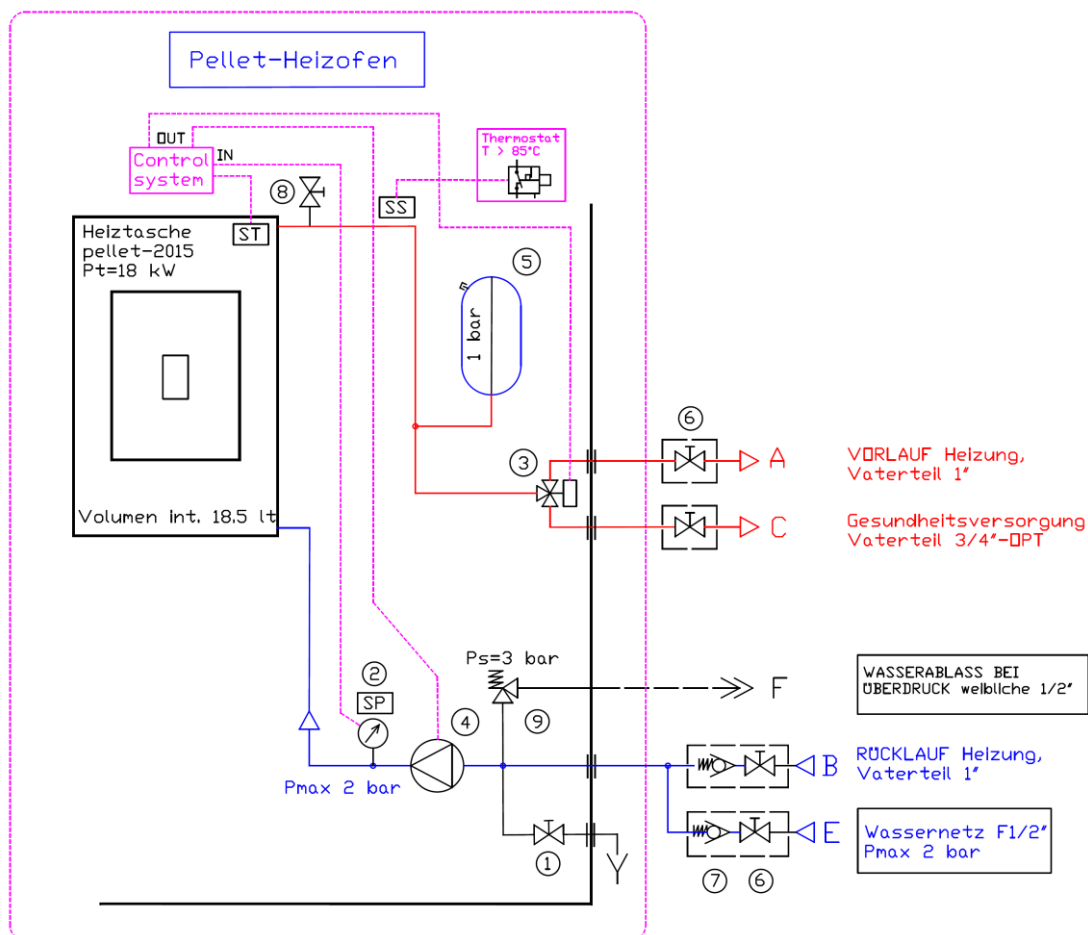 Pellet-Heizofen
OUT
IN
Control
system
Thermostat
T > 85°C
8
SS
ST
Heiztasche
pellet-2015
Pt=18 kW
5
1 bar
6
3
A
VORLAUF Heizung,
Vaterteil 1"
Volumen int. 18.5 lt
C
Gesundheitsversorgung
Vaterteil 3/4"-OPT
Ps=3 bar
2
SP
4
9
F
WASSERABLASS BEI
ÜBERDRUCK welbliche 1/2"
Pmax 2 bar
B
RÜCKLAUF Heizung,
Vaterteil 1"
E
Wassernetz F1/2"
Pmax 2 bar
1
7
6